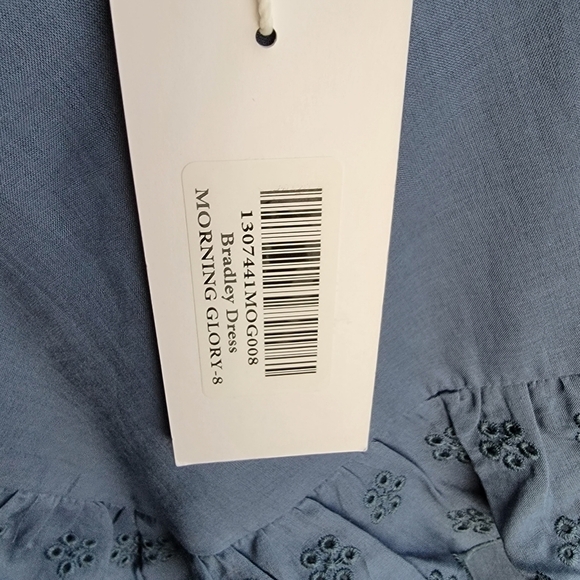 1307441MOG008
Bradley Dress
MORNING GLORY-8